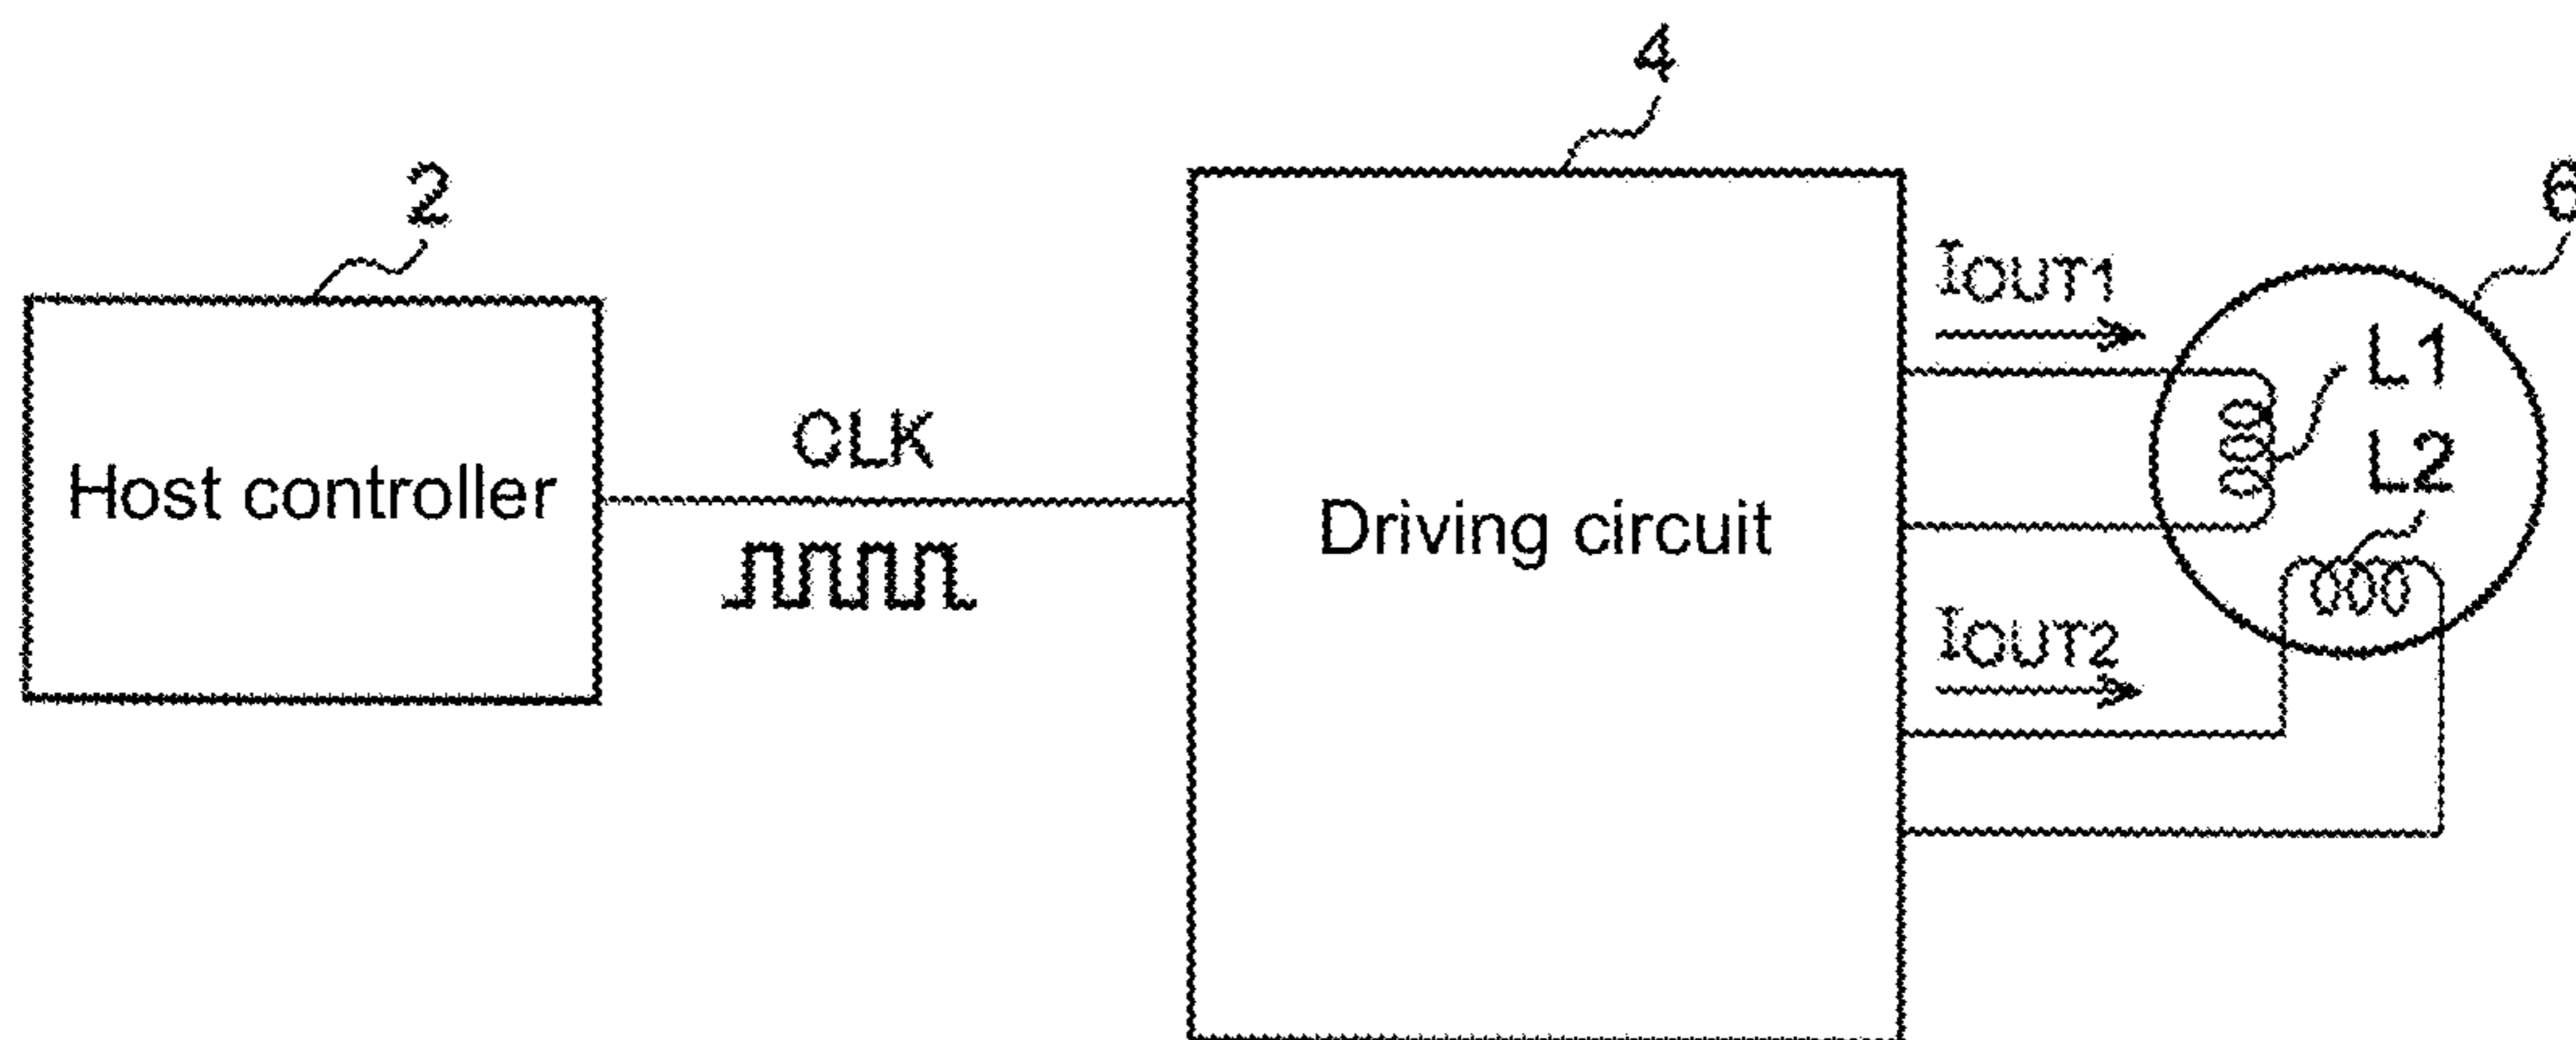 4
2
6
IOUT1
L1
CLK
L2
Host controller
Driving circuit
IOUT2